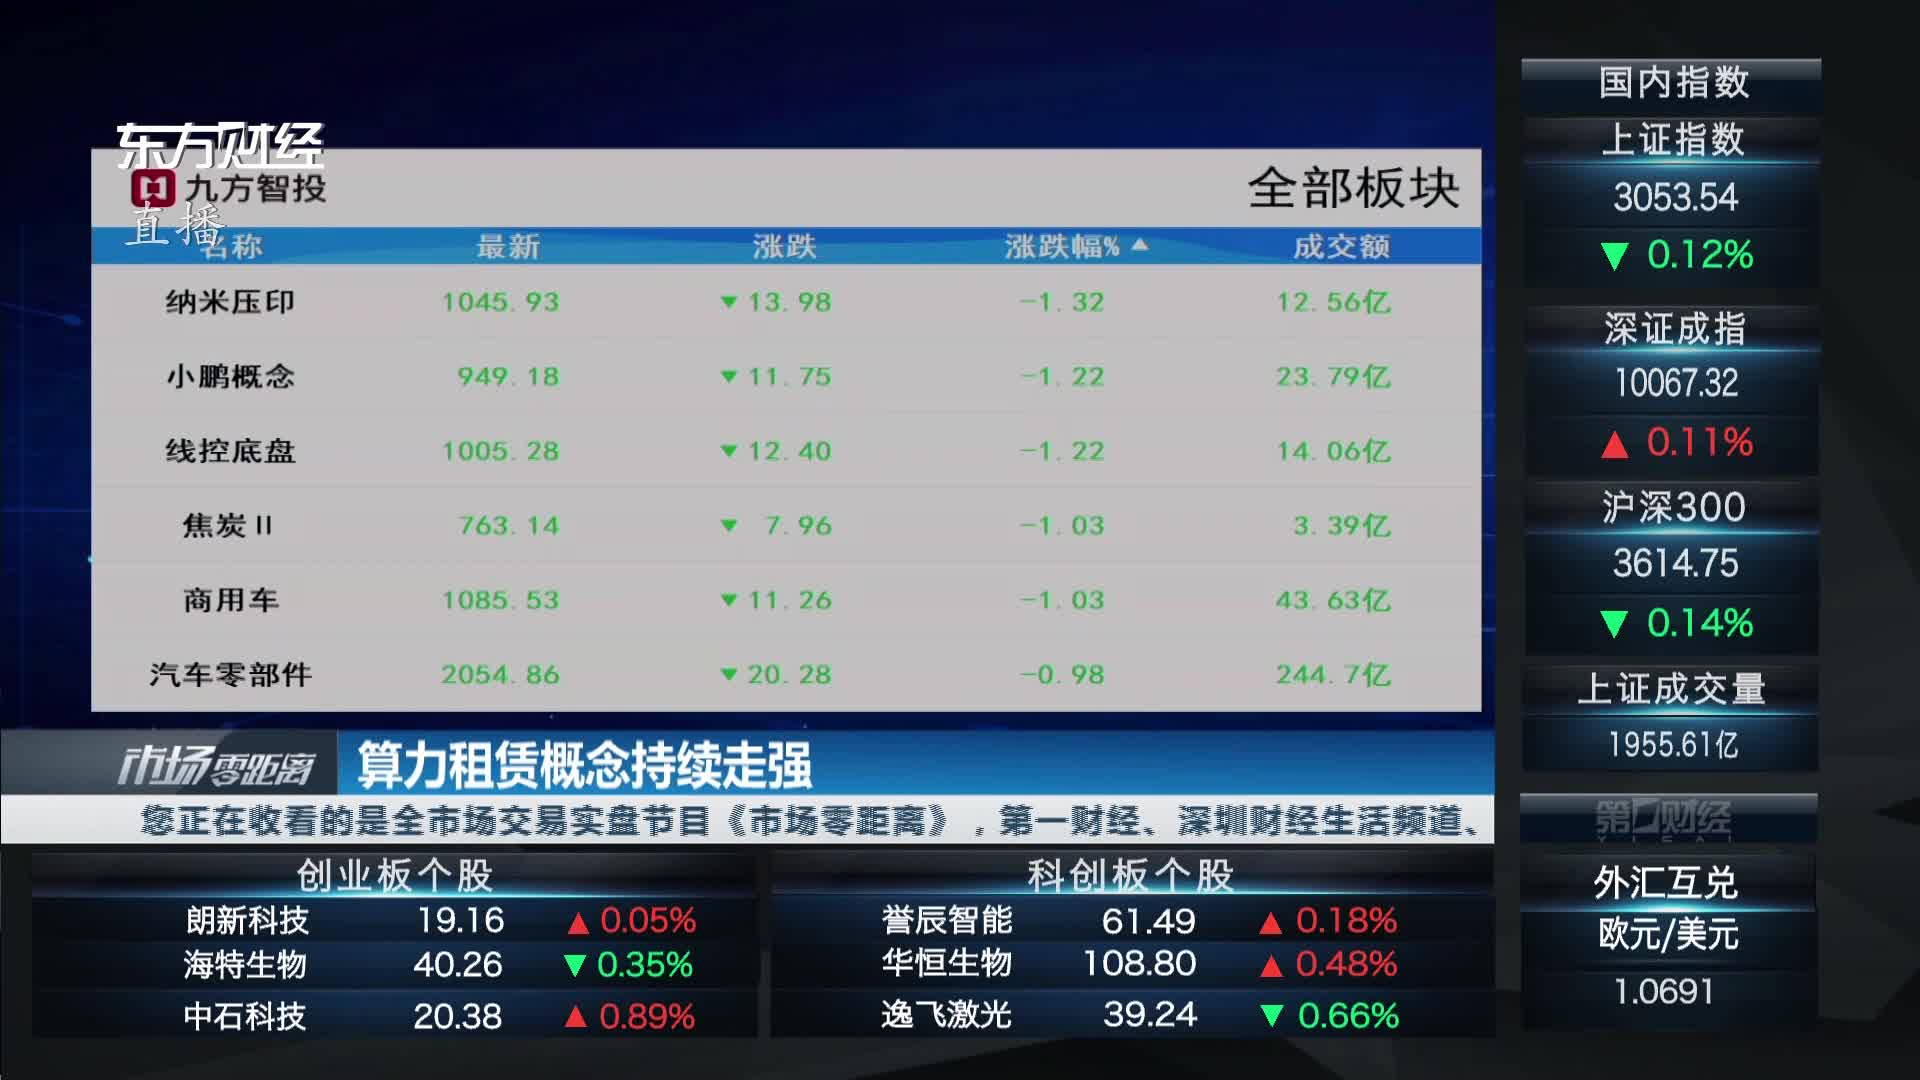 东方财经
九方智投
直播
全部板块
名称 最新 涨跌 涨跌幅% ▲ 成交额
纳米压印 1045.93 ▼ 13.98 -1.32 12.56亿
小鹏概念 949.18 ▼ 11.75 -1.22 23.79亿
线控底盘 1005.28 ▼ 12.40 -1.22 14.06亿
焦炭Ⅱ 763.14 ▼ 7.96 -1.03 3.39亿
商用车 1085.53 ▼ 11.26 -1.03 43.63亿
汽车零部件 2054.86 ▼ 20.28 -0.98 244.7亿
市场零距离
算力租赁概念持续走强
您正在收看的是全市场交易实盘节目《市场零距离》，第一财经、深圳财经生活频道、
创业板个股
朗新科技 19.16 ▲ 0.05%
海特生物 40.26 ▼ 0.35%
中石科技 20.38 ▲ 0.89%
科创板个股
誉辰智能 61.49 ▲ 0.18%
华恒生物 108.80 ▲ 0.48%
逸飞激光 39.24 ▼ 0.66%
国内指数
上证指数
3053.54
▼ 0.12%
深证成指
10067.32
▲ 0.11%
沪深300
3614.75
▼ 0.14%
上证成交量
1955.61亿
第一财经
外汇互兑
欧元/美元
1.0691